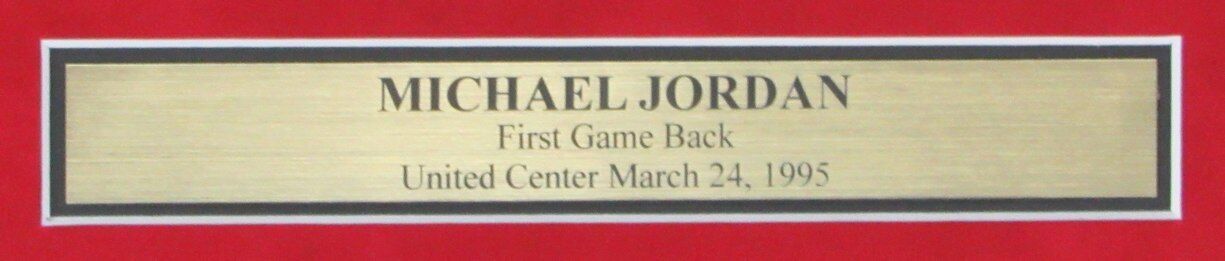 MICHAEL JORDAN
First Game Back
United Center March 24, 1995